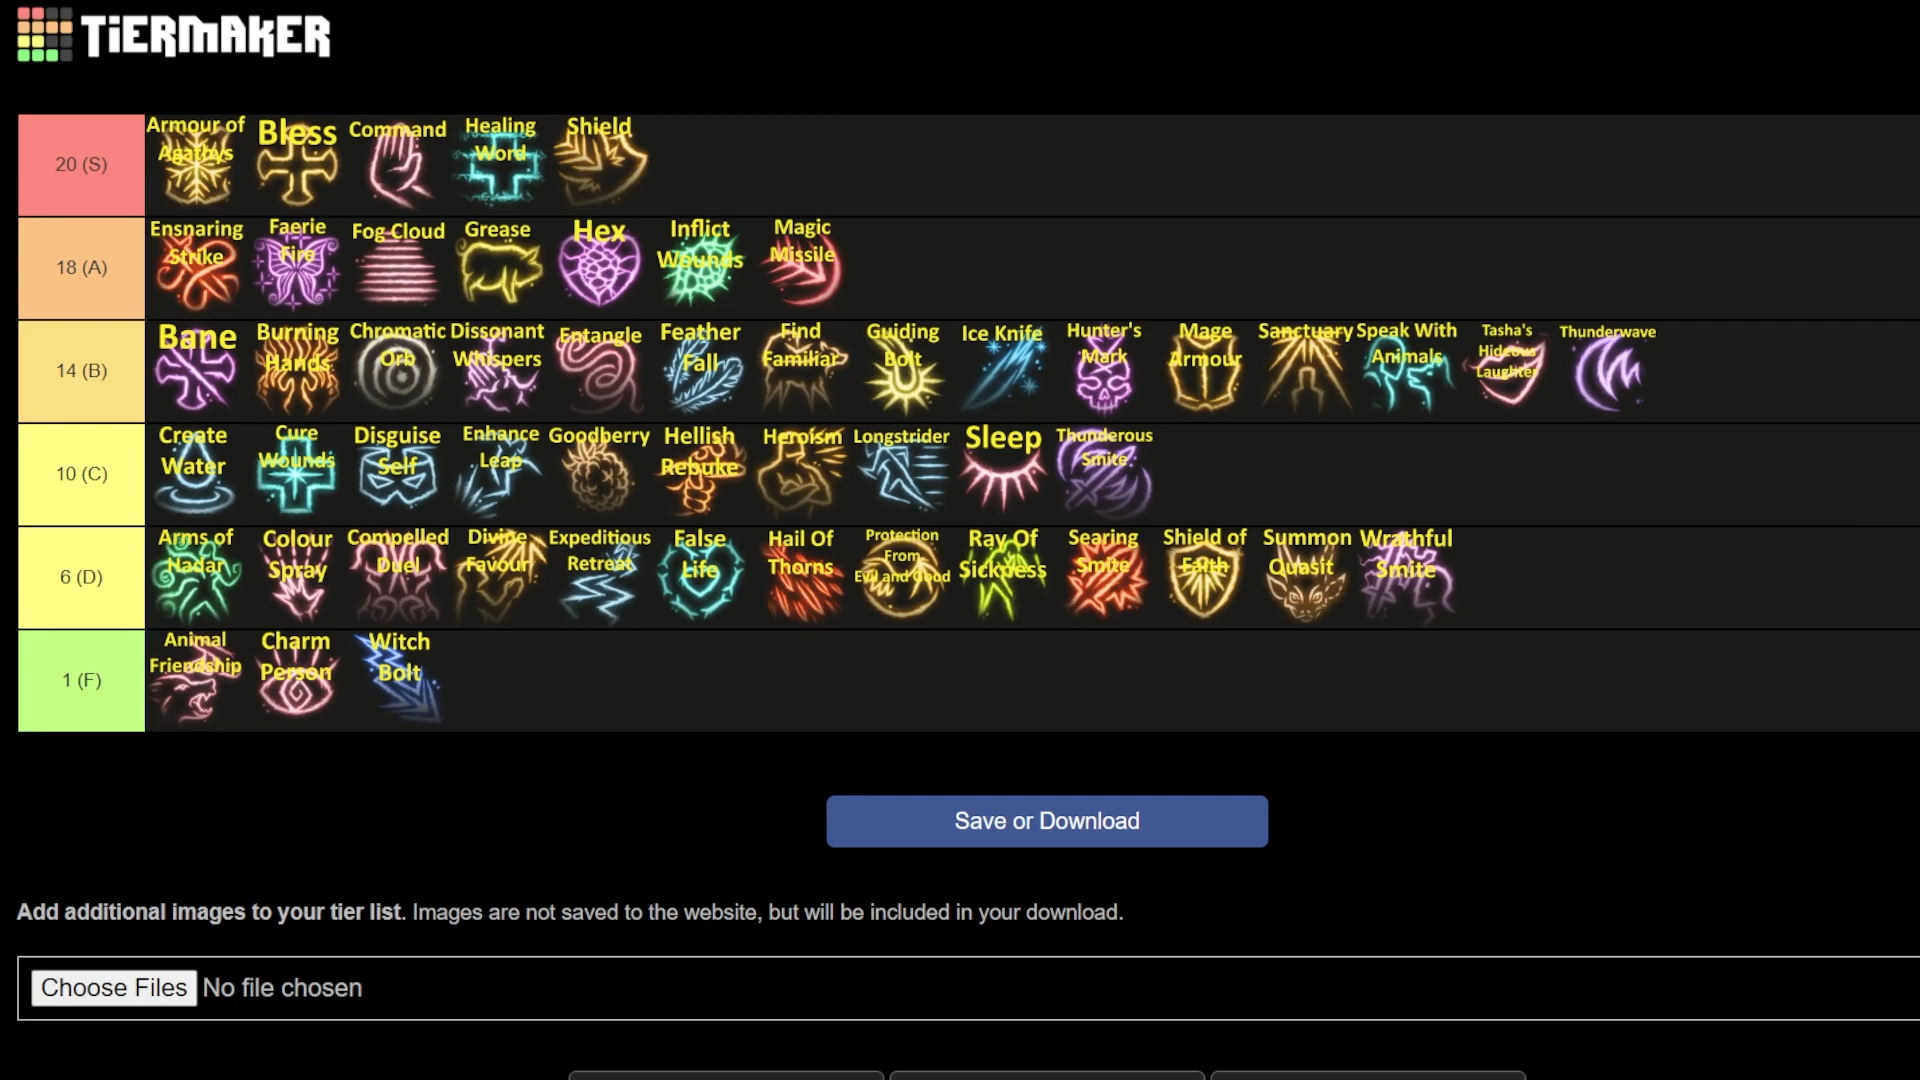 TiERMAKER
20 (S)
Armour of
Agathys
Bless
Command
Healing
Word
Shield
18 (A)
Ensnaring
Strike
Faerie
Fire
Fog Cloud
Grease
Hex
Inflict
Wounds
Magic
Missile
14 (B)
Bane
Burning
Hands
Chromatic
Orb
Dissonant
Whispers
Entangle
Feather
Fall
Find
Familiar
Guiding
Bolt
Ice Knife
Hunter's
Mark
Mage
Armour
Sanctuary
Speak With
Animals
Tasha's
Hideous
Laughter
Thunderwave
10 (C)
Create
Water
Cure
Wounds
Disguise
Self
Enhance
Leap
Goodberry
Hellish
Rebuke
Heroism
Longstrider
Sleep
Thunderous
Smite
6 (D)
Arms of
Hadar
Colour
Spray
Compelled
Duel
Divine
Favour
Expeditious
Retreat
False
Life
Hail Of
Thorns
Protection
From
Evil and Good
Ray Of
Sickness
Searing
Smite
Shield of
Faith
Summon
Quasit
Wrathful
Smite
1 (F)
Animal
Friendship
Charm
Person
Witch
Bolt
Save or Download
Add additional images to your tier list. Images are not saved to the website, but will be included in your download.
Choose Files No file chosen